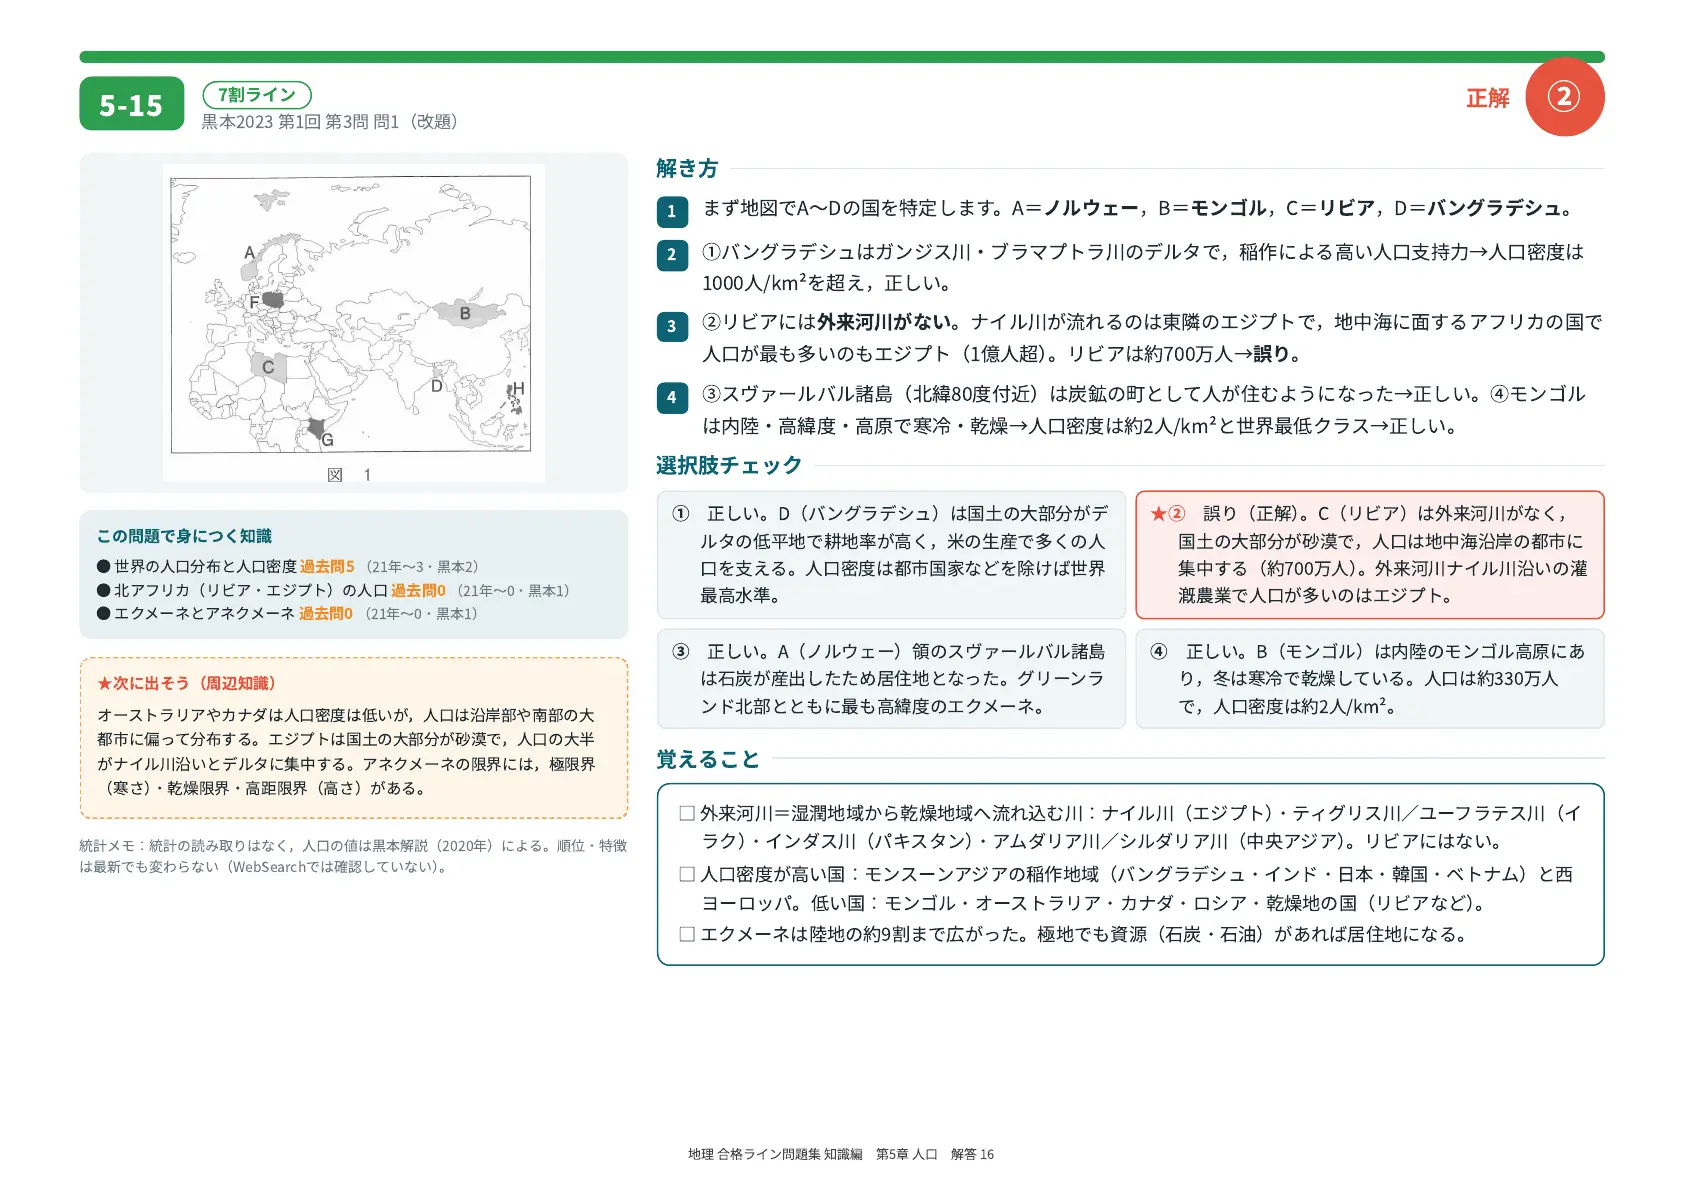 5-15
7割ライン
黒本2023 第1回 第3問 問1（改題）
正解 ②
A
F
B
C
D
H
G
図 1
この問題で身につく知識
● 世界の人口分布と人口密度 過去問5 （21年〜3・黒本2）
● 北アフリカ（リビア・エジプト）の人口 過去問0 （21年〜0・黒本1）
● エクメーネとアネクメーネ 過去問0 （21年〜0・黒本1）
★次に出そう（周辺知識）
オーストラリアやカナダは人口密度は低いが，人口は沿岸部や南部の大
都市に偏って分布する。エジプトは国土の大部分が砂漠で，人口の大半
がナイル川沿いとデルタに集中する。アネクメーネの限界には，極限界
（寒さ）・乾燥限界・高距限界（高さ）がある。
統計メモ：統計の読み取りはなく，人口の値は黒本解説（2020年）による。順位・特徴
は最新でも変わらない（WebSearchでは確認していない）。
解き方
1 まず地図でA〜Dの国を特定します。A＝ノルウェー，B＝モンゴル，C＝リビア，D＝バングラデシュ。
2 ①バングラデシュはガンジス川・ブラマプトラ川のデルタで，稲作による高い人口支持力→人口密度は
1000人/km²を超え，正しい。
3 ②リビアには外来河川がない。ナイル川が流れるのは東隣のエジプトで，地中海に面するアフリカの国で
人口が最も多いのもエジプト（1億人超）。リビアは約700万人→誤り。
4 ③スヴァールバル諸島（北緯80度付近）は炭鉱の町として人が住むようになった→正しい。④モンゴル
は内陸・高緯度・高原で寒冷・乾燥→人口密度は約2人/km²と世界最低クラス→正しい。
選択肢チェック
① 正しい。D（バングラデシュ）は国土の大部分がデ
ルタの低平地で耕地率が高く，米の生産で多くの人
口を支える。人口密度は都市国家などを除けば世界
最高水準。
★② 誤り（正解）。C（リビア）は外来河川がなく，
国土の大部分が砂漠で，人口は地中海沿岸の都市に
集中する（約700万人）。外来河川ナイル川沿いの灌
漑農業で人口が多いのはエジプト。
③ 正しい。A（ノルウェー）領のスヴァールバル諸島
は石炭が産出したため居住地となった。グリーンラ
ンド北部とともに最も高緯度のエクメーネ。
④ 正しい。B（モンゴル）は内陸のモンゴル高原にあ
り，冬は寒冷で乾燥している。人口は約330万人
で，人口密度は約2人/km²。
覚えること
□ 外来河川＝湿潤地域から乾燥地域へ流れ込む川：ナイル川（エジプト）・ティグリス川／ユーフラテス川（イ
ラク）・インダス川（パキスタン）・アムダリア川／シルダリア川（中央アジア）。リビアにはない。
□ 人口密度が高い国：モンスーンアジアの稲作地域（バングラデシュ・インド・日本・韓国・ベトナム）と西
ヨーロッパ。低い国：モンゴル・オーストラリア・カナダ・ロシア・乾燥地の国（リビアなど）。
□ エクメーネは陸地の約9割まで広がった。極地でも資源（石炭・石油）があれば居住地になる。
地理 合格ライン問題集 知識編 第5章 人口 解答 16